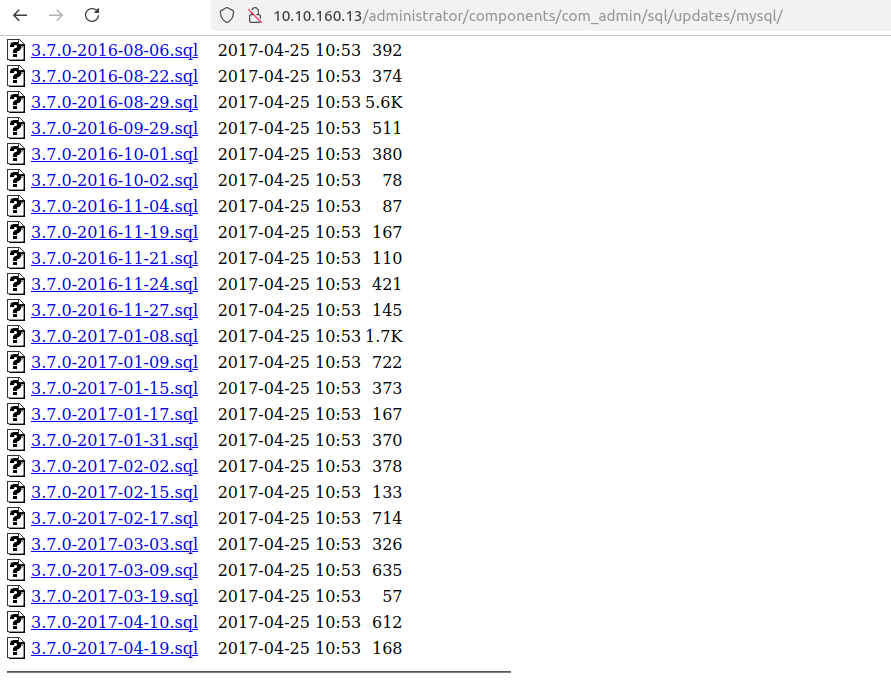 10.10.160.13/administrator/components/com_admin/sql/updates/mysql/
3.7.0-2016-08-06.sql 2017-04-25 10:53 392
3.7.0-2016-08-22.sql 2017-04-25 10:53 374
3.7.0-2016-08-29.sql 2017-04-25 10:53 5.6K
3.7.0-2016-09-29.sql 2017-04-25 10:53 511
3.7.0-2016-10-01.sql 2017-04-25 10:53 380
3.7.0-2016-10-02.sql 2017-04-25 10:53 78
3.7.0-2016-11-04.sql 2017-04-25 10:53 87
3.7.0-2016-11-19.sql 2017-04-25 10:53 167
3.7.0-2016-11-21.sql 2017-04-25 10:53 110
3.7.0-2016-11-24.sql 2017-04-25 10:53 421
3.7.0-2016-11-27.sql 2017-04-25 10:53 145
3.7.0-2017-01-08.sql 2017-04-25 10:53 1.7K
3.7.0-2017-01-09.sql 2017-04-25 10:53 722
3.7.0-2017-01-15.sql 2017-04-25 10:53 373
3.7.0-2017-01-17.sql 2017-04-25 10:53 167
3.7.0-2017-01-31.sql 2017-04-25 10:53 370
3.7.0-2017-02-02.sql 2017-04-25 10:53 378
3.7.0-2017-02-15.sql 2017-04-25 10:53 133
3.7.0-2017-02-17.sql 2017-04-25 10:53 714
3.7.0-2017-03-03.sql 2017-04-25 10:53 326
3.7.0-2017-03-09.sql 2017-04-25 10:53 635
3.7.0-2017-03-19.sql 2017-04-25 10:53 57
3.7.0-2017-04-10.sql 2017-04-25 10:53 612
3.7.0-2017-04-19.sql 2017-04-25 10:53 168